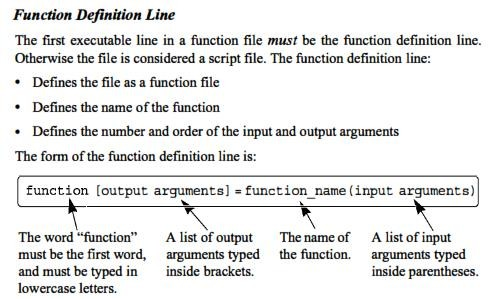 Function Definition Line
The first executable line in a function file must be the function definition line.
Otherwise the file is considered a script file. The function definition line:
• Defines the file as a function file
• Defines the name of the function
• Defines the number and order of the input and output arguments
The form of the function definition line is:
function [output arguments] = function_name(input arguments)
The word “function”
must be the first word,
and must be typed in
lowercase letters.
A list of output
arguments typed
inside brackets.
The name of
the function.
A list of input
arguments typed
inside parentheses.